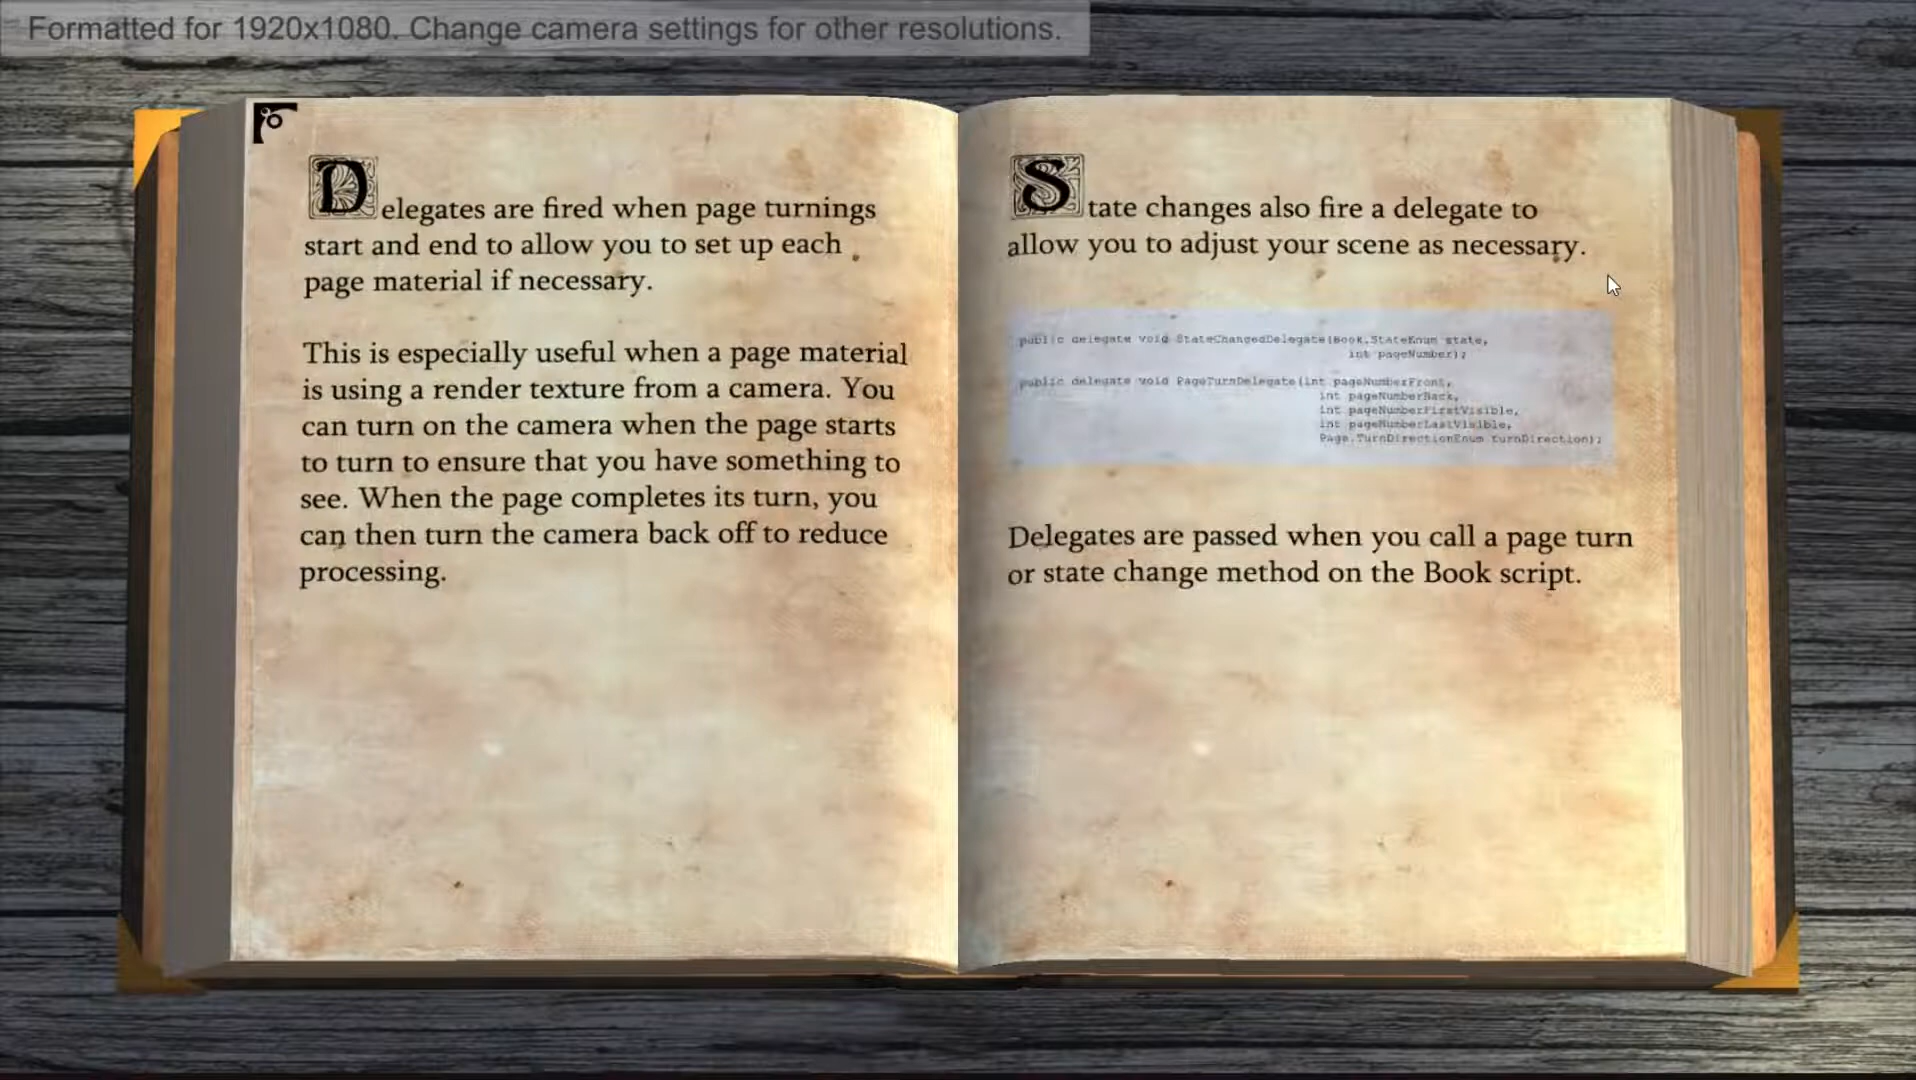 Formatted for 1920x1080. Change camera settings for other resolutions.
Delegates are fired when page turnings
start and end to allow you to set up each
page material if necessary.
This is especially useful when a page material
is using a render texture from a camera. You
can turn on the camera when the page starts
to turn to ensure that you have something to
see. When the page completes its turn, you
can then turn the camera back off to reduce
processing.
State changes also fire a delegate to
allow you to adjust your scene as necessary.
public delegate void StateChangedDelegate(Book.StateEnum state,
int pageNumber);
public delegate void PageTurnDelegate(int pageNumberFront,
int pageNumberBack,
int pageNumberFirstVisible,
int pageNumberLastVisible,
Page.TurnDirectionEnum turnDirection);
Delegates are passed when you call a page turn
or state change method on the Book script.